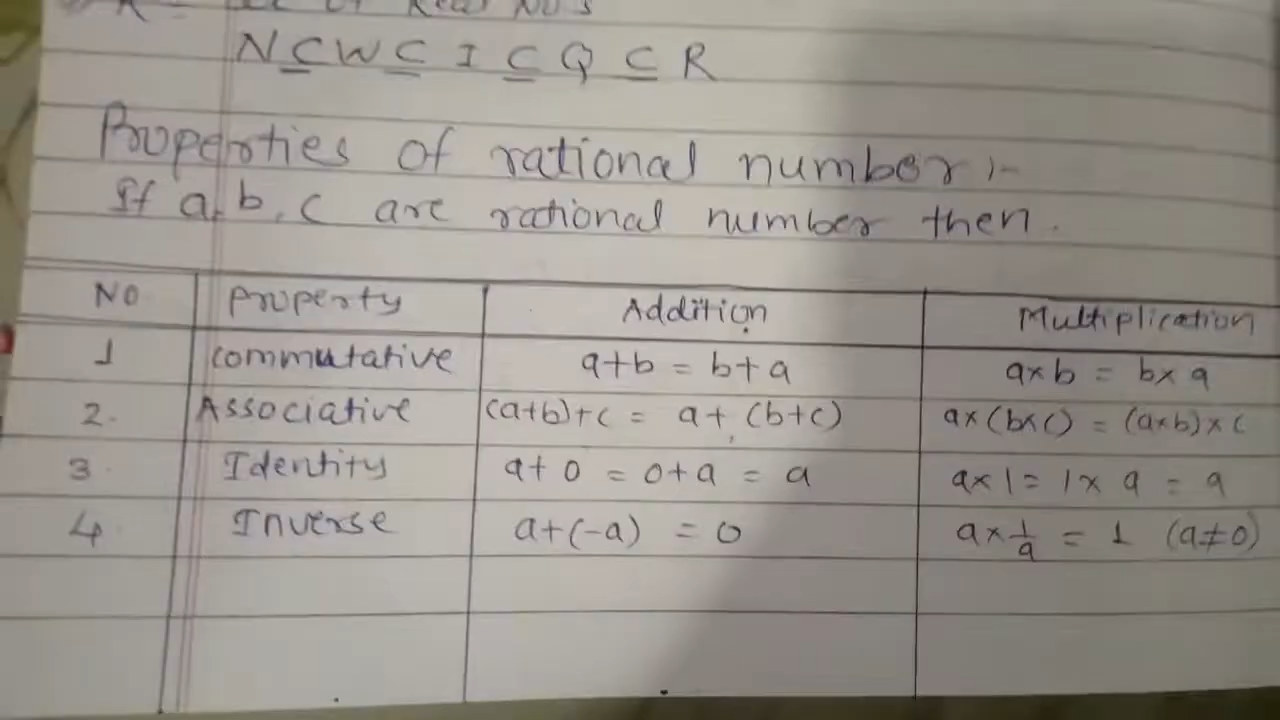 N ⊆ W ⊆ I ⊆ Q ⊆ R
Properties of rational number :-
If a, b, c are rational number then.
No Property Addition Multiplication
1 commutative a+b = b+a a×b = b×a
2. Associative (a+b)+c = a+(b+c) a×(b×c) = (a×b)×c
3. Identity a+0 = 0+a = a a×1 = 1×a = a
4. Inverse a+(-a) = 0 a×1/a = 1 (a≠0)